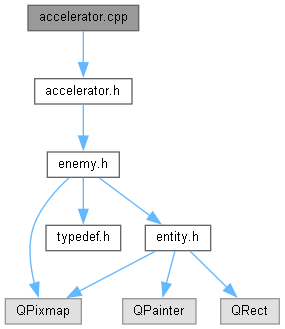 accelerator.cpp
accelerator.h
enemy.h
typedef.h
entity.h
QPixmap
QPainter
QRect